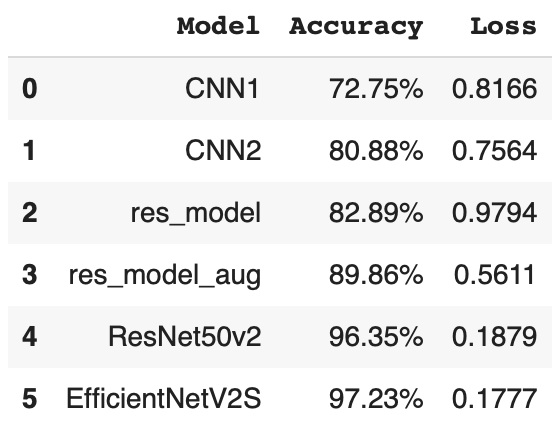 Model Accuracy Loss
0 CNN1 72.75% 0.8166
1 CNN2 80.88% 0.7564
2 res_model 82.89% 0.9794
3 res_model_aug 89.86% 0.5611
4 ResNet50v2 96.35% 0.1879
5 EfficientNetV2S 97.23% 0.1777